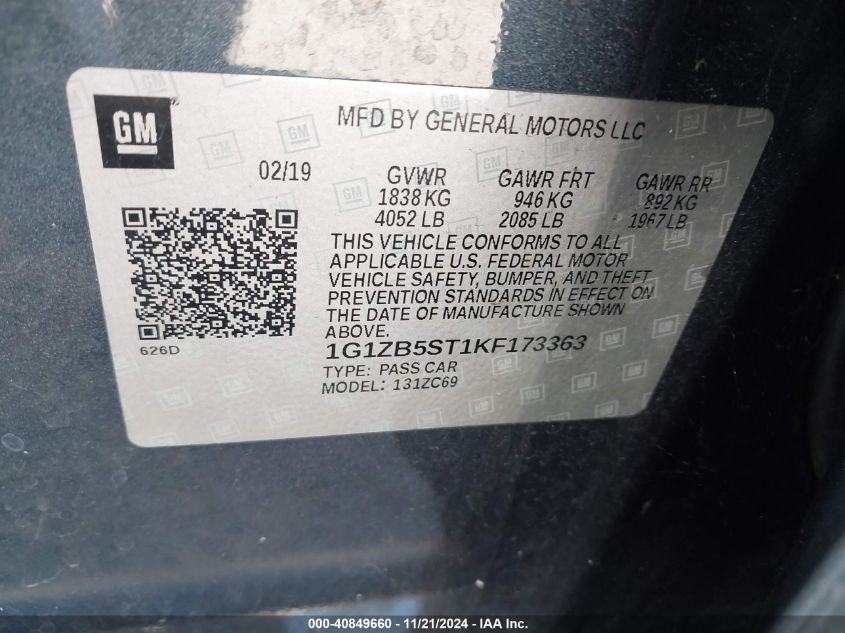 GM
MFD BY GENERAL MOTORS LLC
02/19
GVWR
1838 KG
4052 LB
GAWR FRT
946 KG
2085 LB
GAWR RR
892 KG
1967 LB
THIS VEHICLE CONFORMS TO ALL
APPLICABLE U.S. FEDERAL MOTOR
VEHICLE SAFETY, BUMPER, AND THEFT
PREVENTION STANDARDS IN EFFECT ON
THE DATE OF MANUFACTURE SHOWN
ABOVE.
626D
1G1ZB5ST1KF173363
TYPE: PASS CAR
MODEL: 131ZC69
000-40849660 - 11/21/2024 - IAA, Inc.